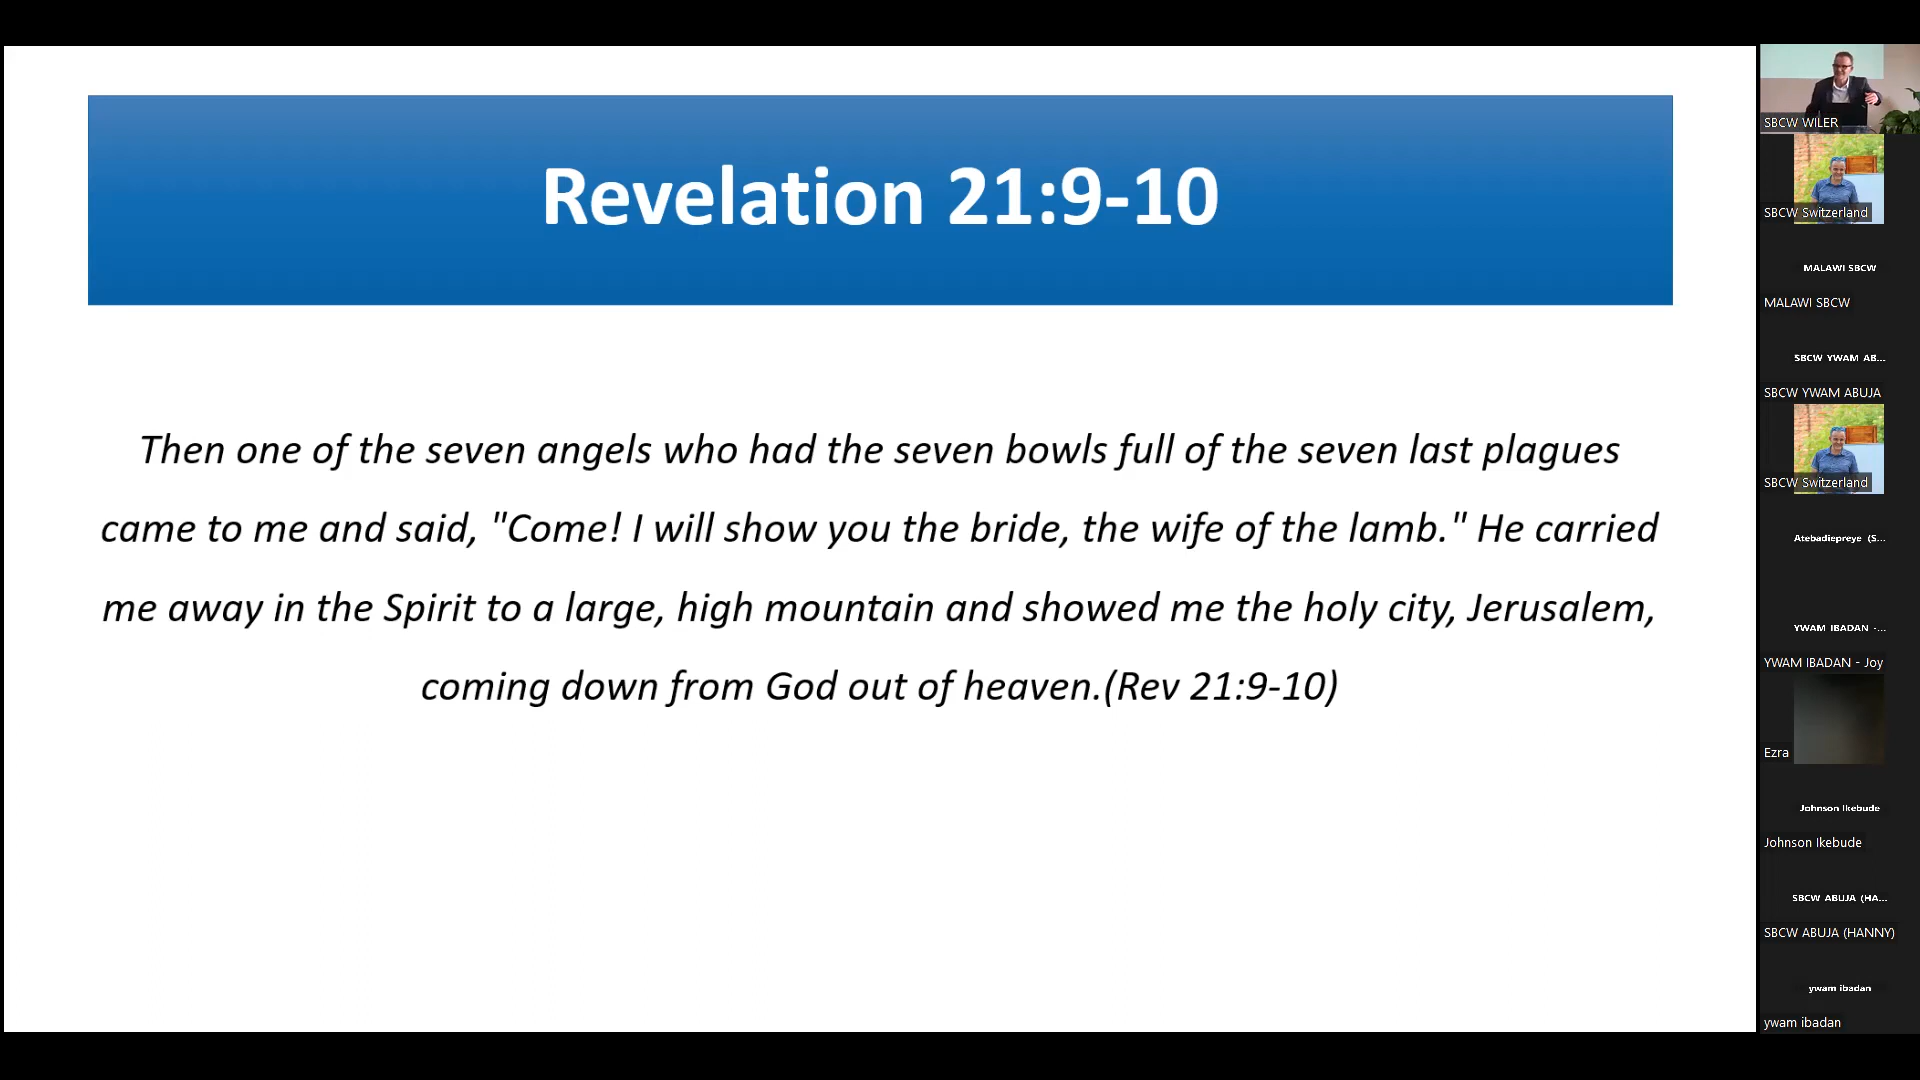 Revelation 21:9-10
Then one of the seven angels who had the seven bowls full of the seven last plagues
came to me and said, "Come! I will show you the bride, the wife of the lamb." He carried
me away in the Spirit to a large, high mountain and showed me the holy city, Jerusalem,
coming down from God out of heaven.(Rev 21:9-10)
SBCW WILER
SBCW Switzerland
MALAWI SBCW
MALAWI SBCW
SBCW YWAM AB...
SBCW YWAM ABUJA
SBCW Switzerland
Atebadiepreye (S...
YWAM IBADAN -...
YWAM IBADAN - Joy
Ezra
Johnson Ikebude
Johnson Ikebude
SBCW ABUJA (HA...
SBCW ABUJA (HANNY)
ywam ibadan
ywam ibadan